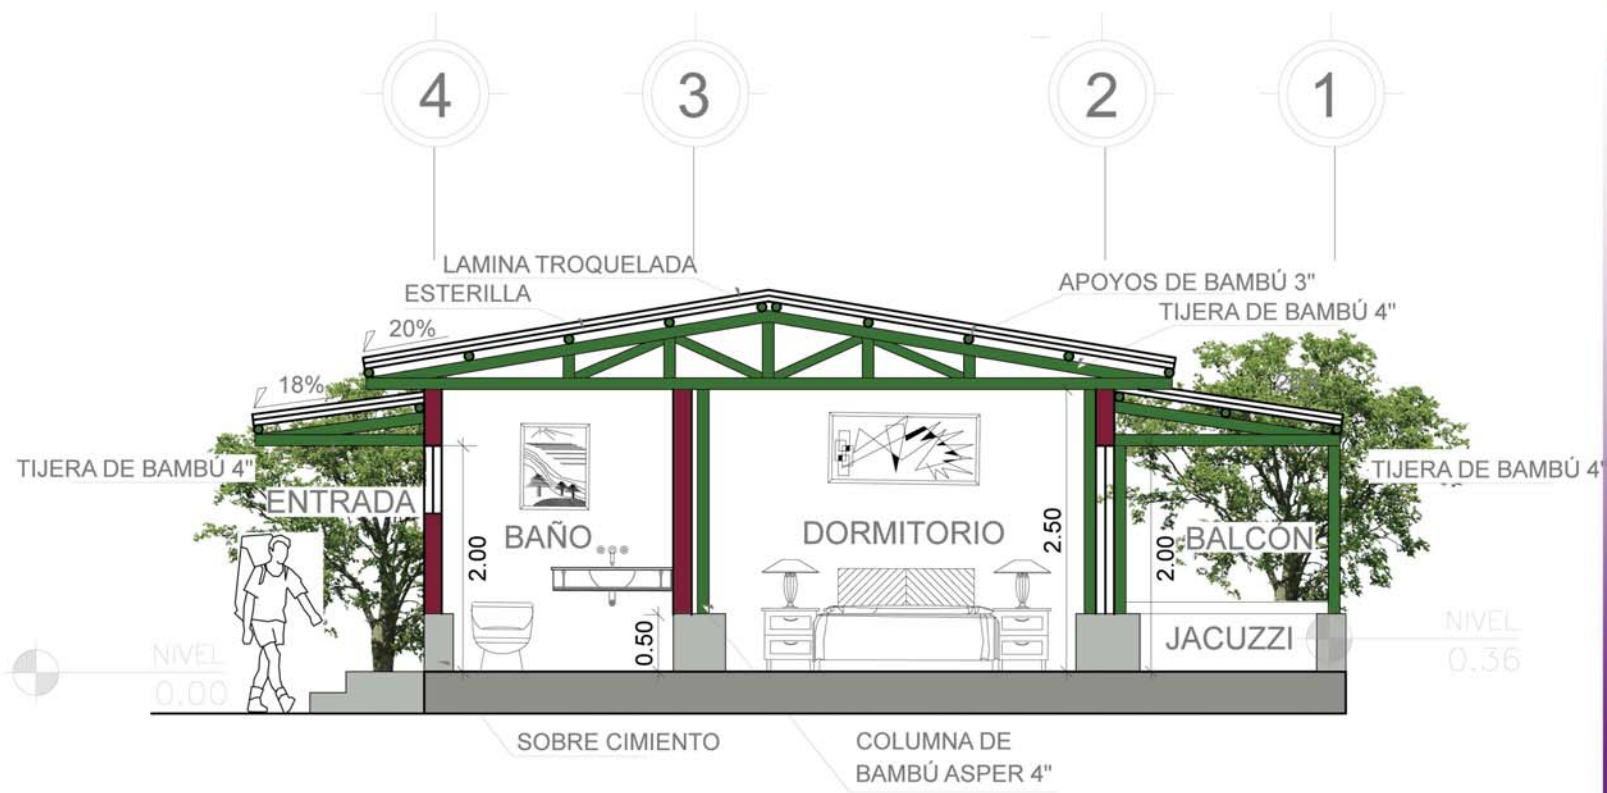 4
3
2
1
LAMINA TROQUELADA
ESTERILLA
APOYOS DE BAMBÚ 3"
TIJERA DE BAMBÚ 4"
20%
18%
TIJERA DE BAMBÚ 4"
TIJERA DE BAMBÚ 4"
ENTRADA
BAÑO
DORMITORIO
BALCÓN
2.00
2.50
2.00
0.50
JACUZZI
NIVEL
0.00
NIVEL
0.36
SOBRE CIMIENTO
COLUMNA DE
BAMBÚ ASPER 4"